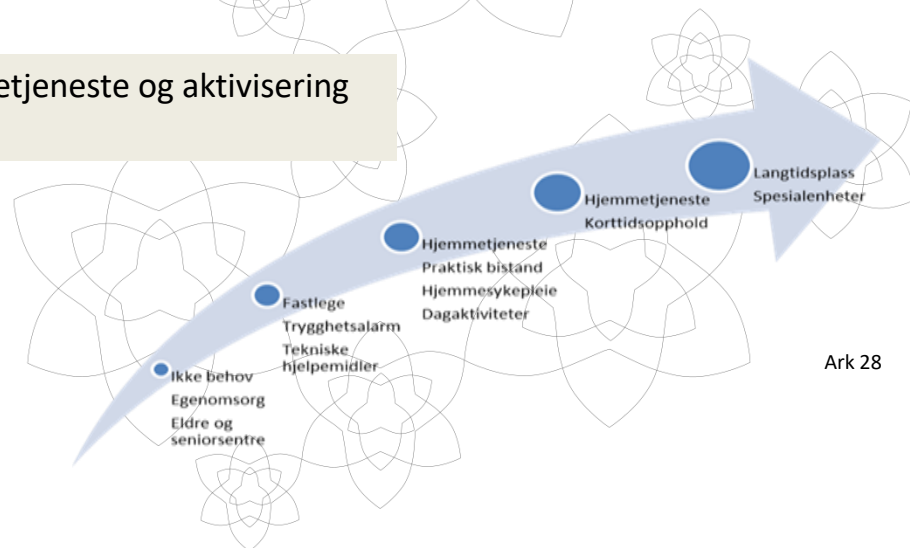 etjeneste og aktivisering
Ikke behov
Egenomsorg
Eldre og
seniorsentre
Fastlege
Trygghetsalarm
Tekniske
hjelpemidler
Hjemmetjeneste
Praktisk bistand
Hjemmesykepleie
Dagaktiviteter
Hjemmetjeneste
Korttidsopphold
Langtidsplass
Spesialenheter
Ark 28